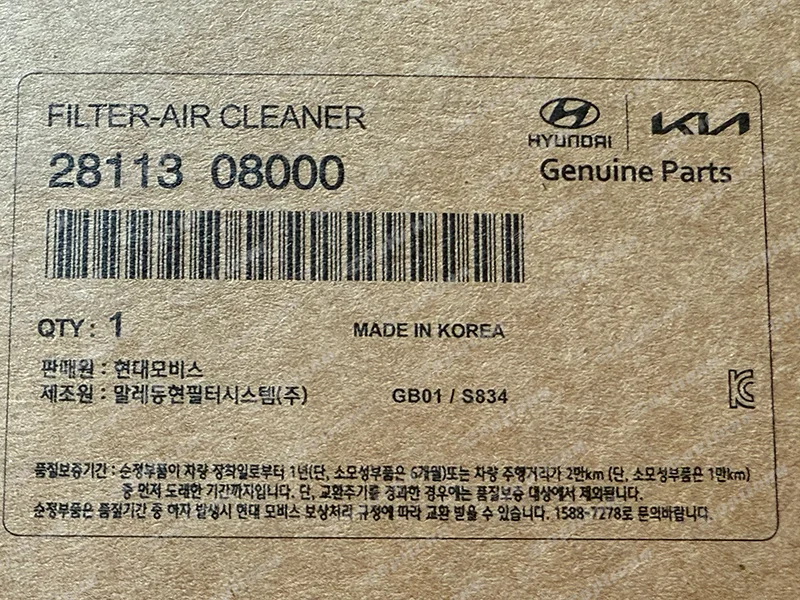 FILTER-AIR CLEANER
28113 08000
HYUNDAI
KIA
Genuine Parts
QTY : 1
MADE IN KOREA
판매원 : 현대모비스
제조원 : 말레동현필터시스템(주)
GB01 / S834
품질보증기간 : 순정부품이 차량 장착일로부터 1년(단, 소모성부품은 6개월)또는 차량 주행거리가 2만km (단, 소모성부품은 1만km)
중 먼저 도래한 기간까지입니다. 단, 교환주기를 경과한 경우에는 품질보증 대상에서 제외됩니다.
순정부품은 품질기간 중 하자 발생시 현대 모비스 보상처리 규정에 따라 교환 받을 수 있습니다. 1588-7278로 문의바랍니다.